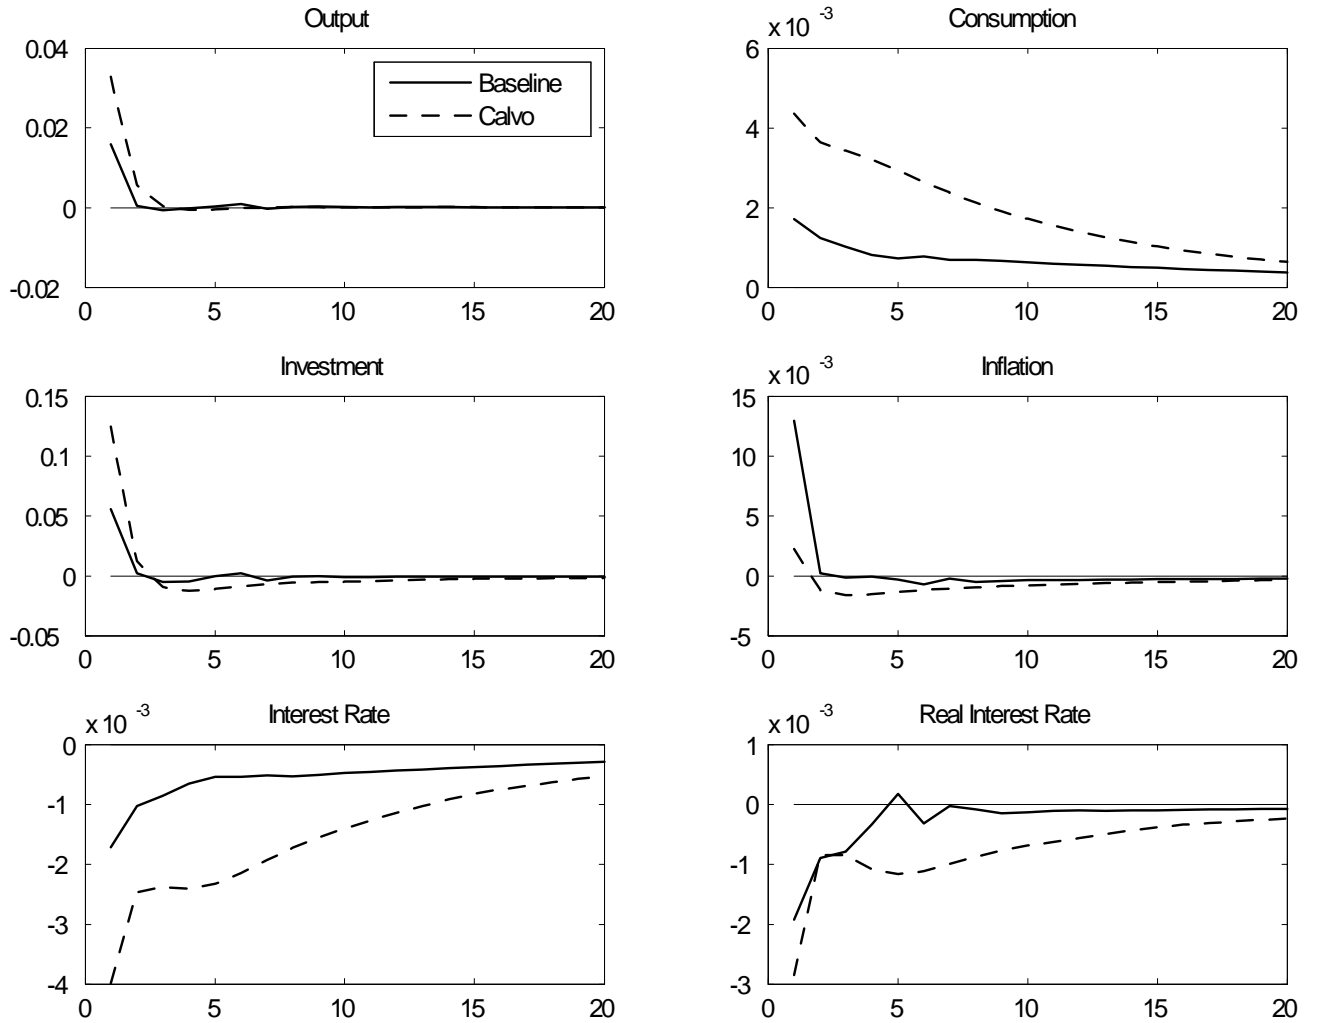 Output
0.04
0.02
0
-0.02
0 5 10 15 20
Baseline
Calvo
Consumption
x 10 -3
6
4
2
0
0 5 10 15 20
Investment
0.15
0.1
0.05
0
-0.05
0 5 10 15 20
Inflation
x 10 -3
15
10
5
0
-5
0 5 10 15 20
Interest Rate
x 10 -3
0
-1
-2
-3
-4
0 5 10 15 20
Real Interest Rate
x 10 -3
1
0
-1
-2
-3
0 5 10 15 20